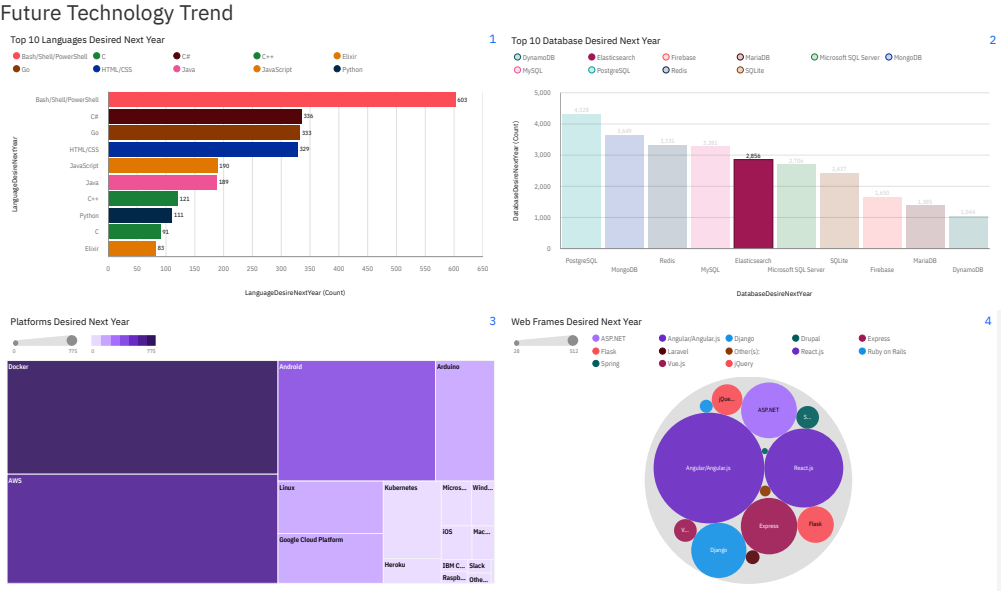 Future Technology Trend
Top 10 Languages Desired Next Year
1
Bash/Shell/PowerShell C C# C++ Elixir
Go HTML/CSS Java JavaScript Python
LanguageDesireNextYear
Bash/Shell/PowerShell 603
C# 336
Go 333
HTML/CSS 329
JavaScript 190
Java 189
C++ 121
Python 111
C 91
Elixir 83
0 50 100 150 200 250 300 350 400 450 500 550 600 650
LanguageDesireNextYear (Count)
Top 10 Database Desired Next Year
2
DynamoDB Elasticsearch Firebase MariaDB Microsoft SQL Server MongoDB
MySQL PostgreSQL Redis SQLite
DatabaseDesireNextYear (Count)
5,000
4,000
3,000
2,000
1,000
0
2,856
PostgreSQL Redis Elasticsearch SQLite MariaDB
MongoDB MySQL Microsoft SQL Server Firebase DynamoDB
DatabaseDesireNextYear
Platforms Desired Next Year
3
0 775 0 775
Docker
AWS
Android
Arduino
Linux
Google Cloud Platform
Kubernetes
Heroku
Micros... Wind...
iOS Mac...
IBM C... Slack
Raspb... Othe...
Web Frames Desired Next Year
4
512
ASP.NET Angular/Angular.js Django Drupal Express
Flask Laravel Other(s): React.js Ruby on Rails
Spring Vue.js jQuery
jQue...
ASP.NET
S...
Angular/Angular.js
React.js
V...
Express
Flask
Django